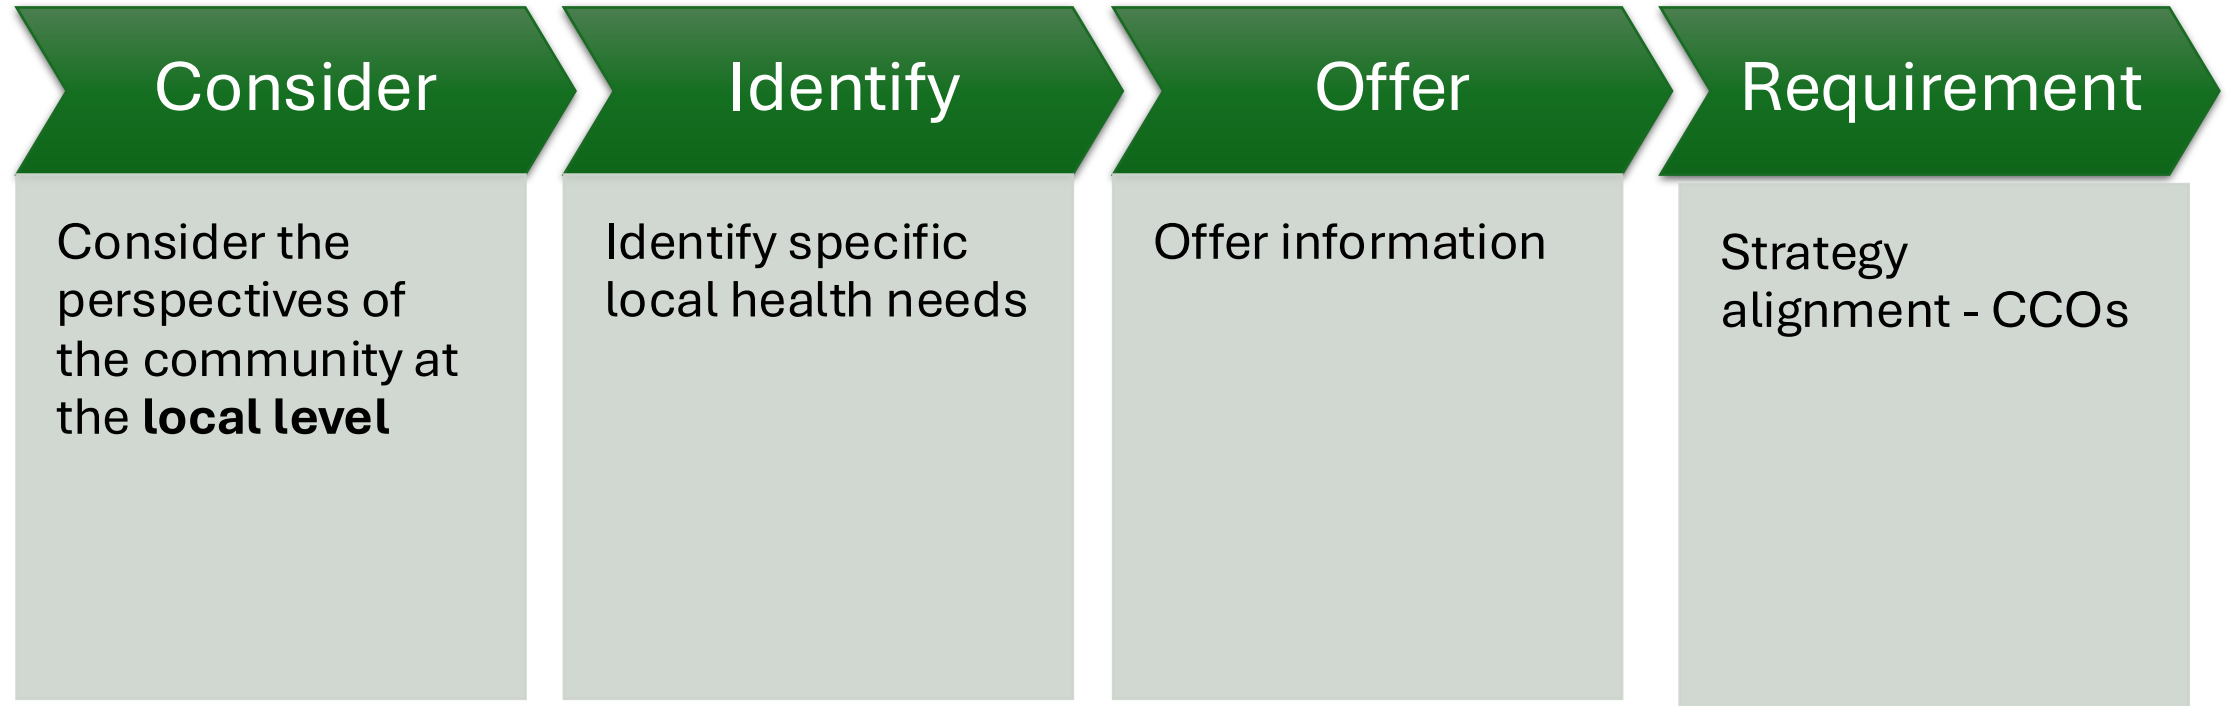 Consider
Consider the
perspectives of
the community at
the local level
Identify
Identify specific
local health needs
Offer
Offer information
Requirement
Strategy
alignment - CCOs